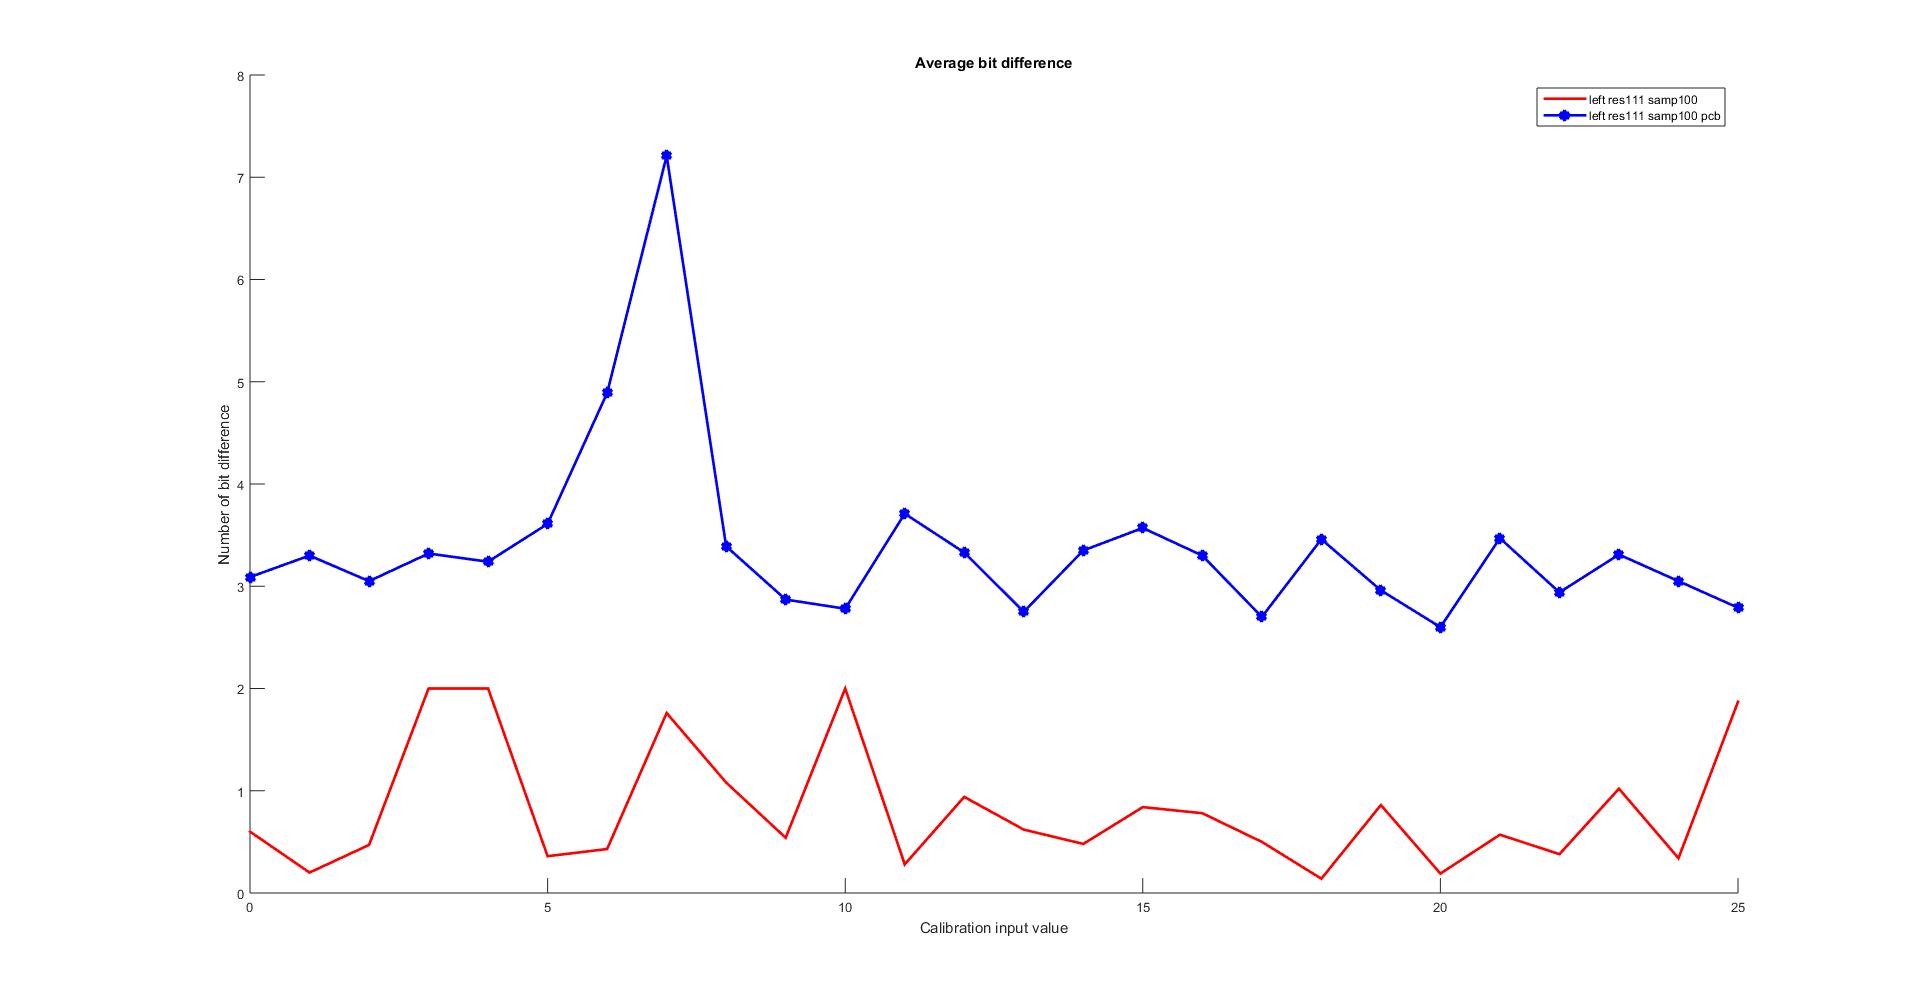 Average bit difference
left res111 samp100
left res111 samp100 pcb
8
7
6
5
4
3
2
1
0
Number of bit difference
0 5 10 15 20 25
Calibration input value